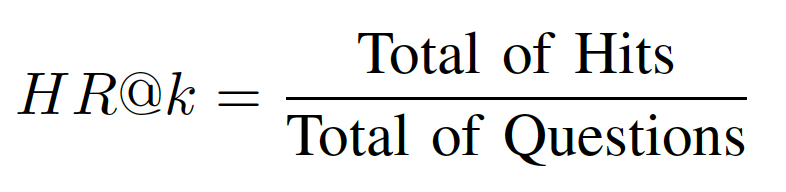 HR@k = Total of Hits
Total of Questions